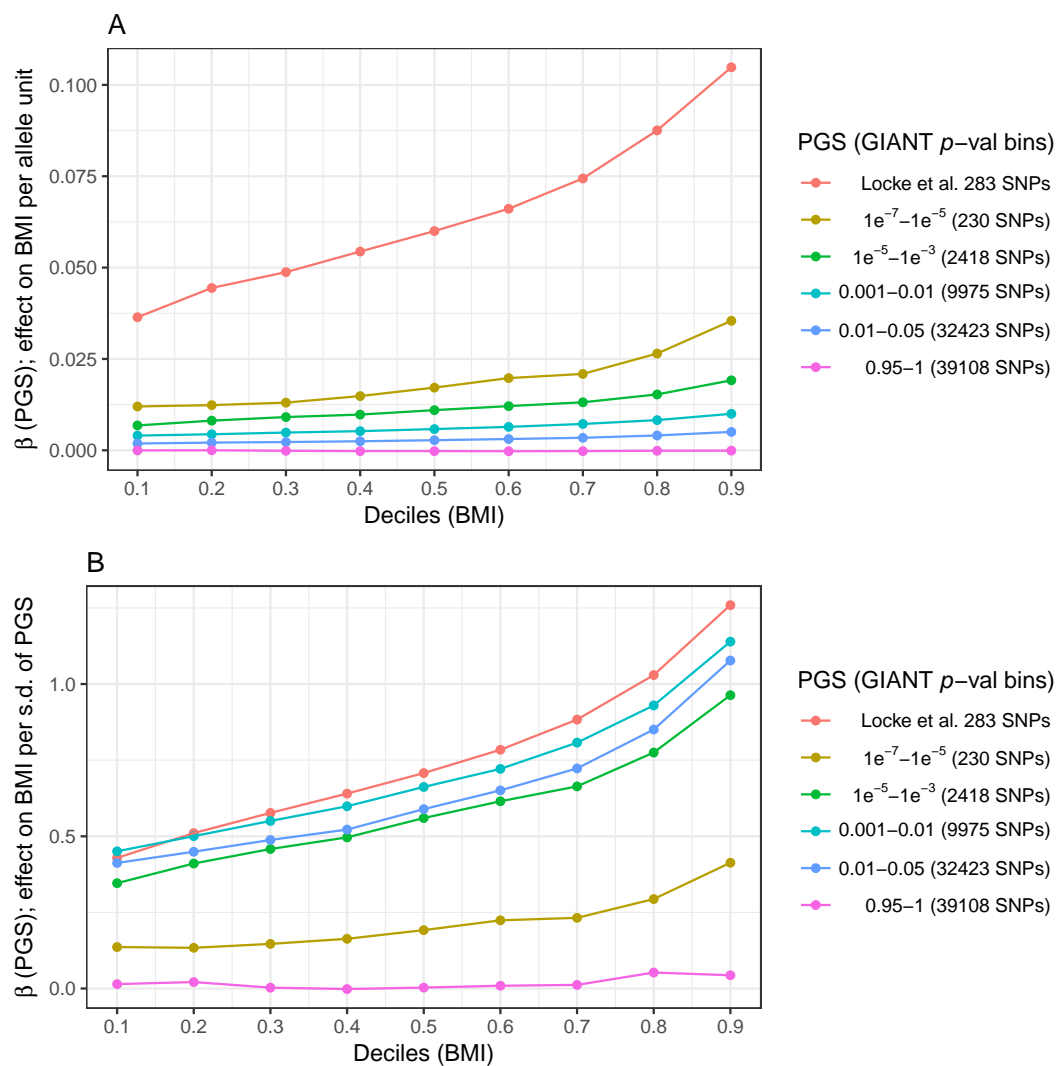 A
β (PGS); effect on BMI per allele unit
0.100
0.075
0.050
0.025
0.000
0.1 0.2 0.3 0.4 0.5 0.6 0.7 0.8 0.9
Deciles (BMI)
PGS (GIANT p−val bins)
Locke et al. 283 SNPs
1e⁻⁷−1e⁻⁵ (230 SNPs)
1e⁻⁵−1e⁻³ (2418 SNPs)
0.001−0.01 (9975 SNPs)
0.01−0.05 (32423 SNPs)
0.95−1 (39108 SNPs)
B
β (PGS); effect on BMI per s.d. of PGS
1.0
0.5
0.0
0.1 0.2 0.3 0.4 0.5 0.6 0.7 0.8 0.9
Deciles (BMI)
PGS (GIANT p−val bins)
Locke et al. 283 SNPs
1e⁻⁷−1e⁻⁵ (230 SNPs)
1e⁻⁵−1e⁻³ (2418 SNPs)
0.001−0.01 (9975 SNPs)
0.01−0.05 (32423 SNPs)
0.95−1 (39108 SNPs)